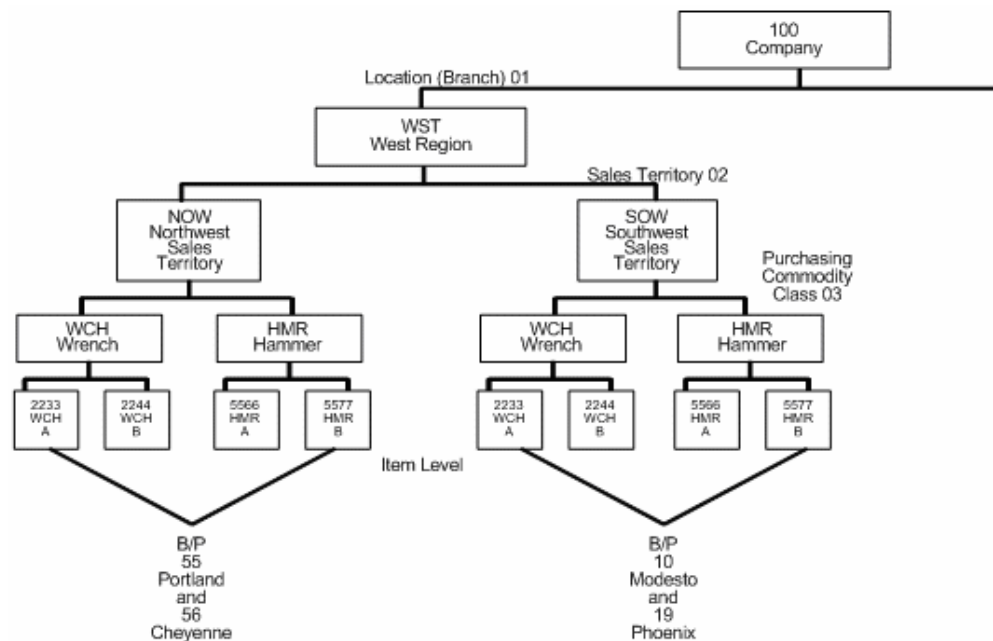 100
Company
Location (Branch) 01
WST
West Region
Sales Territory 02
NOW
Northwest
Sales
Territory
SOW
Southwest
Sales
Territory
Purchasing
Commodity
Class 03
WCH
Wrench
HMR
Hammer
WCH
Wrench
HMR
Hammer
2233
WCH
A
2244
WCH
B
5566
HMR
A
5577
HMR
B
2233
WCH
A
2244
WCH
B
5566
HMR
A
5577
HMR
B
Item Level
B/P
55
Portland
and
56
Cheyenne
B/P
10
Modesto
and
19
Phoenix